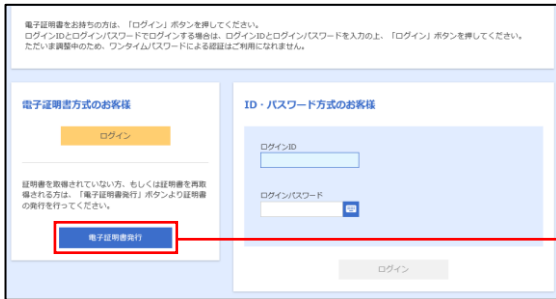 電子証明書をお持ちの方は、「ログイン」ボタンを押してください。
ログインIDとログインパスワードでログインする場合は、ログインIDとログインパスワードを入力の上、「ログイン」ボタンを押してください。
ただいま調整中のため、ワンタイムパスワードによる認証はご利用になれません。
電子証明書方式のお客様
ログイン
証明書を取得されていない方、もしくは証明書を再取
得される方は、「電子証明書発行」ボタンより証明書
の発行を行ってください。
電子証明書発行
ID・パスワード方式のお客様
ログインID
ログインパスワード
ログイン